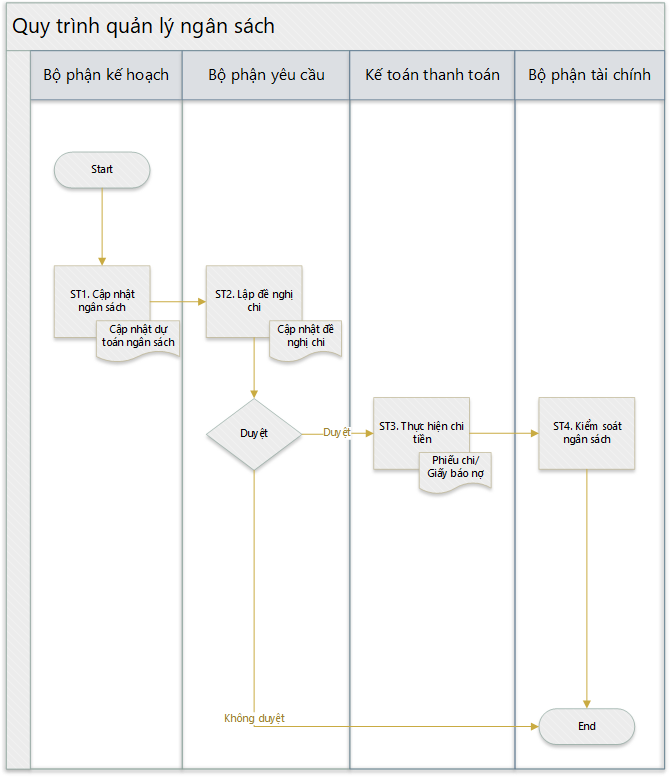 Quy trình quản lý ngân sách
Bộ phận kế hoạch
Bộ phận yêu cầu
Kế toán thanh toán
Bộ phận tài chính
Start
ST1. Cập nhật
ngân sách
Cập nhật dự
toán ngân sách
ST2. Lập đề nghị
chi
Cập nhật đề
nghị chi
Duyệt
Duyệt
ST3. Thực hiện chi
tiền
Phiếu chi/
Giấy báo nợ
ST4. Kiểm soát
ngân sách
Không duyệt
End